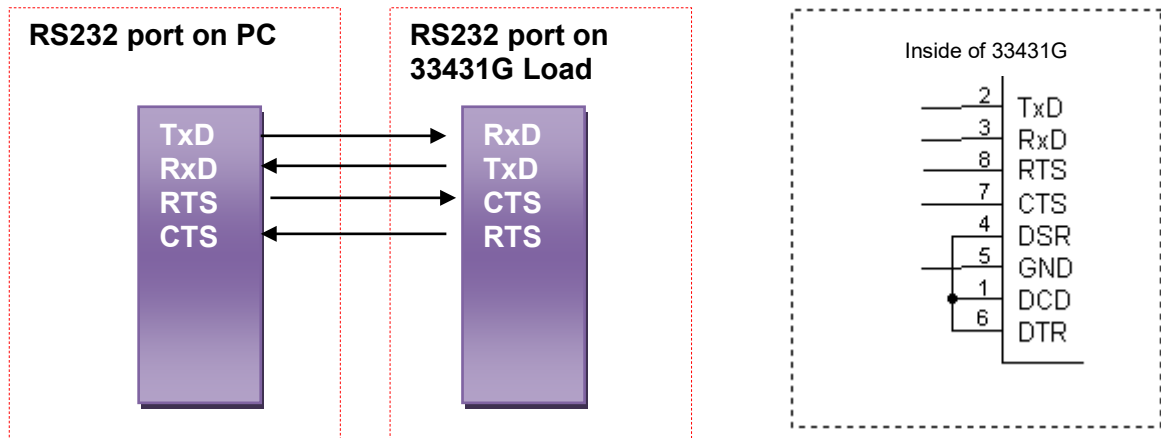 RS232 port on PC
TxD
RxD
RTS
CTS
RS232 port on
33431G Load
RxD
TxD
CTS
RTS
Inside of 33431G
2 TxD
3 RxD
8 RTS
7 CTS
4 DSR
5 GND
1 DCD
6 DTR